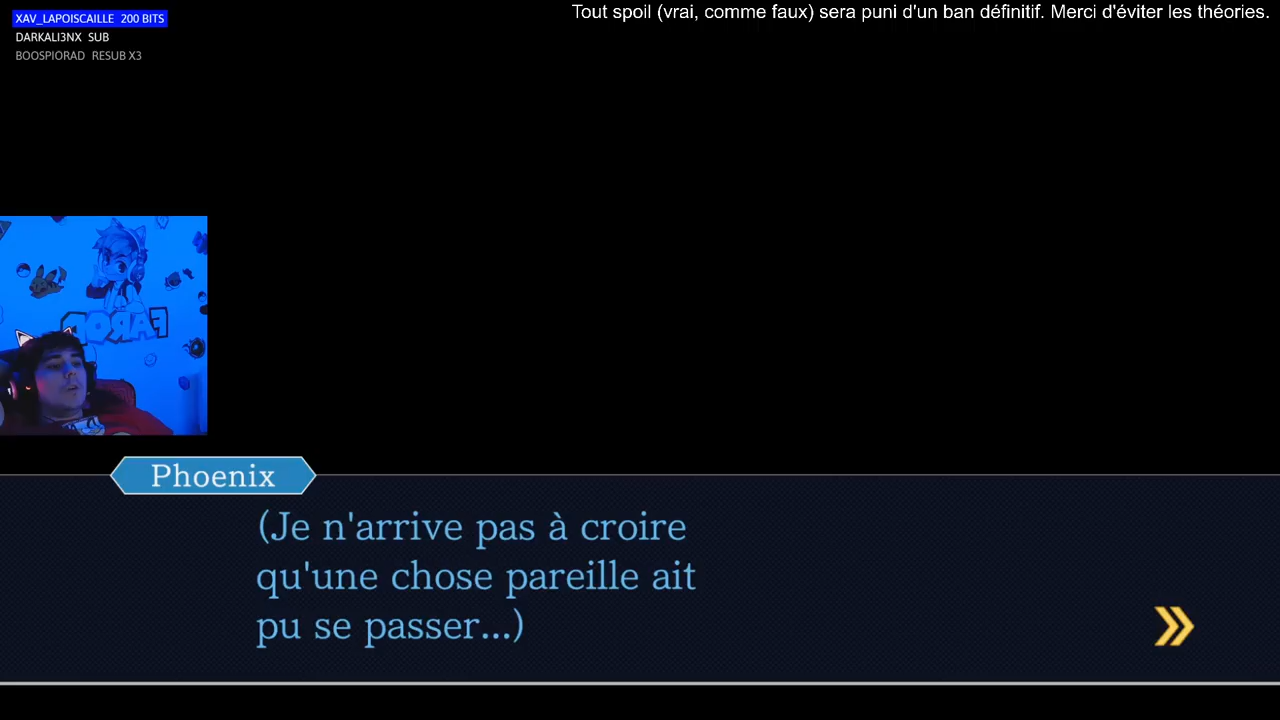 XAV_LAPOISCAILLE 200 BITS
DARKALI3NX SUB
BOOSPIORAD RESUB X3
Tout spoil (vrai, comme faux) sera puni d'un ban définitif. Merci d'éviter les théories.
FAROD
Phoenix
(Je n'arrive pas à croire
qu'une chose pareille ait
pu se passer...)